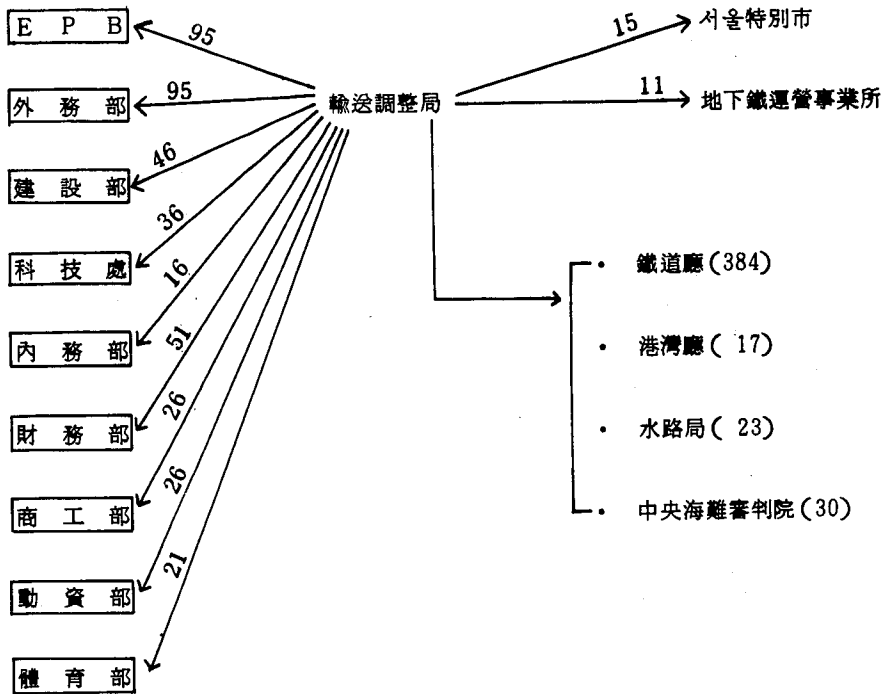 E P B
95
外 務 部
95
建 設 部
46
科 技 處
36
內 務 部
16
財 務 部
51
商 工 部
26
動 資 部
26
體 育 部
21
輸送調整局
15
서울特別市
11
地下鐵運營事業所
• 鐵道廳(384)
• 港灣廳( 17)
• 水路局( 23)
• 中央海難審判院(30)